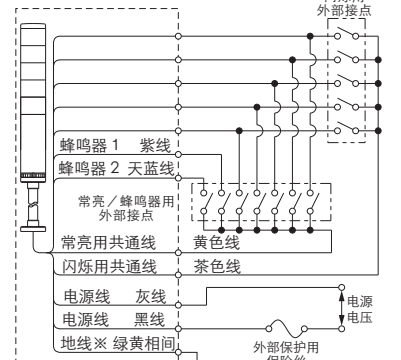 外部接点
蜂鸣器 1 紫线
蜂鸣器 2 天蓝线
常亮／蜂鸣器用
外部接点
常亮用共通线 黄色线
闪烁用共通线 茶色线
电源线 灰线
电源线 黑线
地线※ 绿黄相间
电源
电压
外部保护用